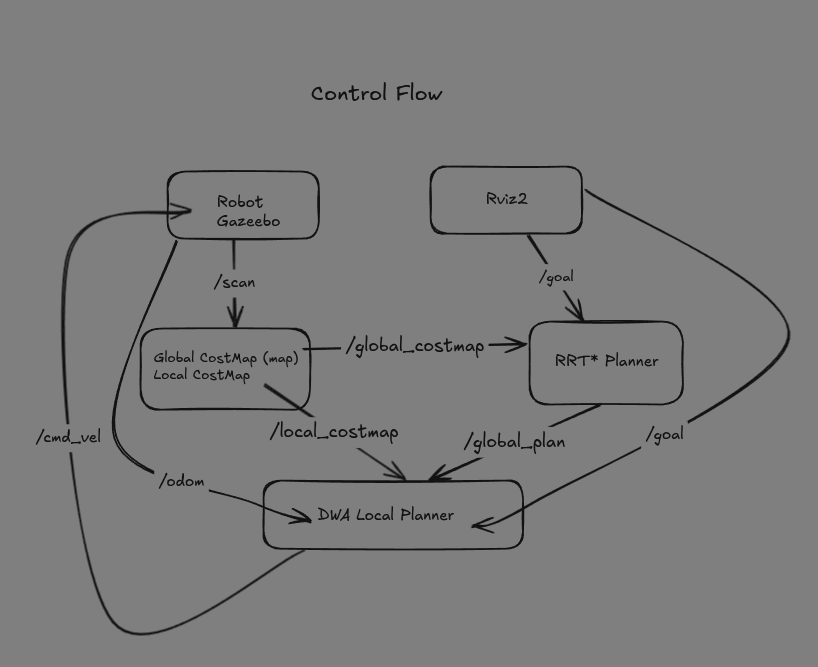 Control Flow
Robot
Gazeebo
Rviz2
/scan
/goal
Global CostMap (map)
Local CostMap
/global_costmap
RRT* Planner
/local_costmap
/global_plan
/goal
/cmd_vel
/odom
DWA Local Planner